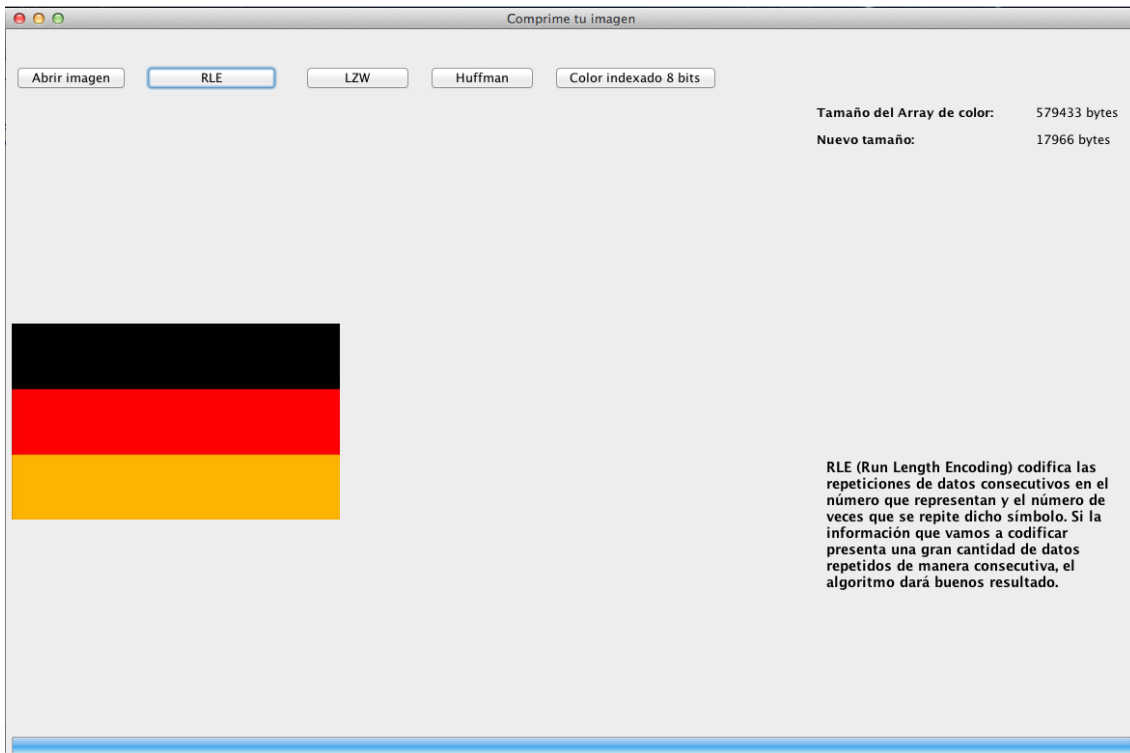 Comprime tu imagen
Abrir imagen RLE LZW Huffman Color indexado 8 bits
Tamaño del Array de color: 579433 bytes
Nuevo tamaño: 17966 bytes
RLE (Run Length Encoding) codifica las
repeticiones de datos consecutivos en el
número que representan y el número de
veces que se repite dicho símbolo. Si la
información que vamos a codificar
presenta una gran cantidad de datos
repetidos de manera consecutiva, el
algoritmo dará buenos resultado.